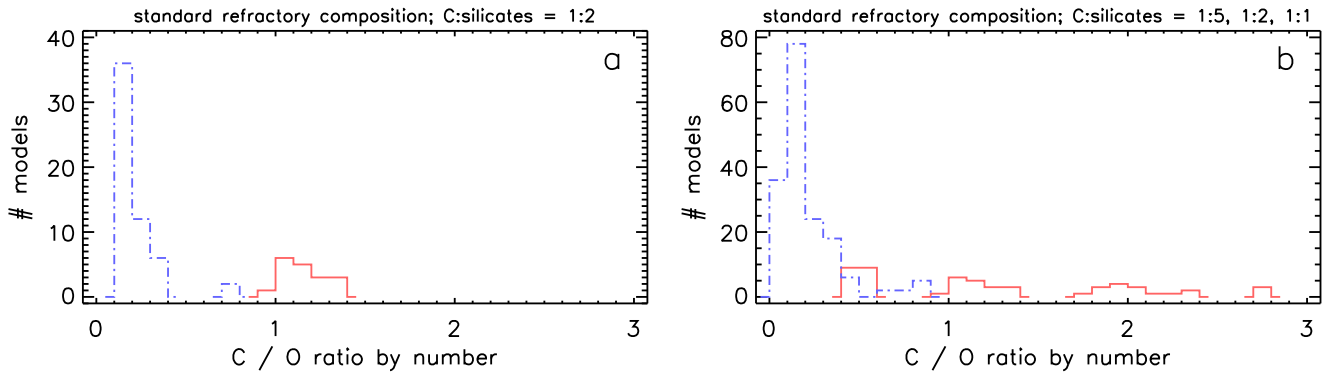 standard refractory composition; C:silicates = 1:2
a
# models
40
30
20
10
0
0 1 2 3
C / O ratio by number
standard refractory composition; C:silicates = 1:5, 1:2, 1:1
b
# models
80
60
40
20
0
0 1 2 3
C / O ratio by number